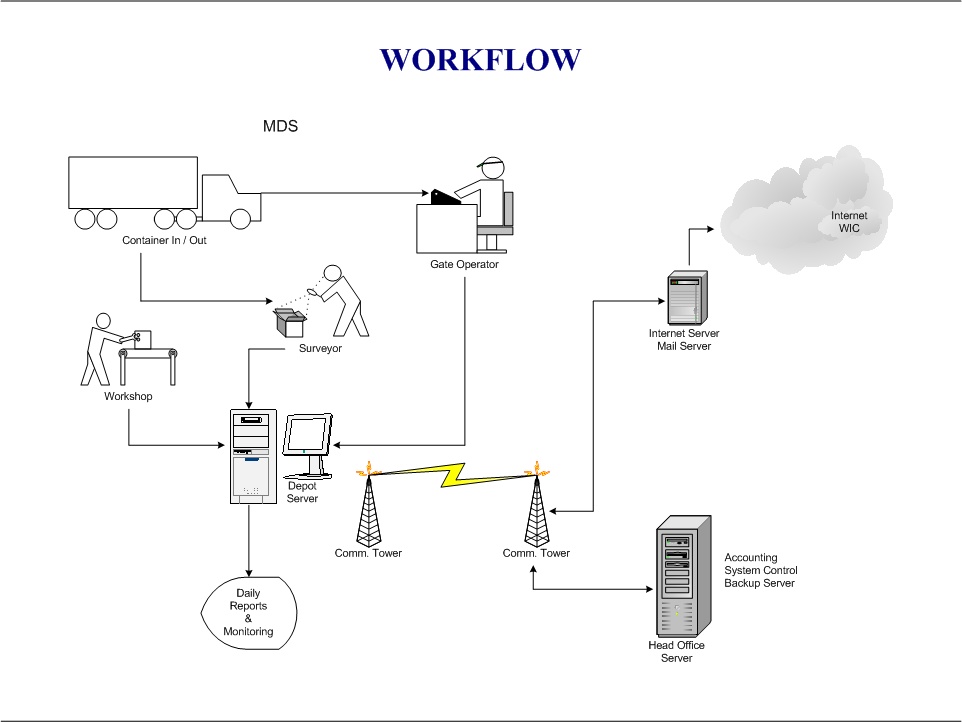 WORKFLOW
MDS
Container In / Out
Gate Operator
Internet
WIC
Surveyor
Internet Server
Mail Server
Workshop
Depot
Server
Comm. Tower
Comm. Tower
Accounting
System Control
Backup Server
Daily
Reports
&
Monitoring
Head Office
Server